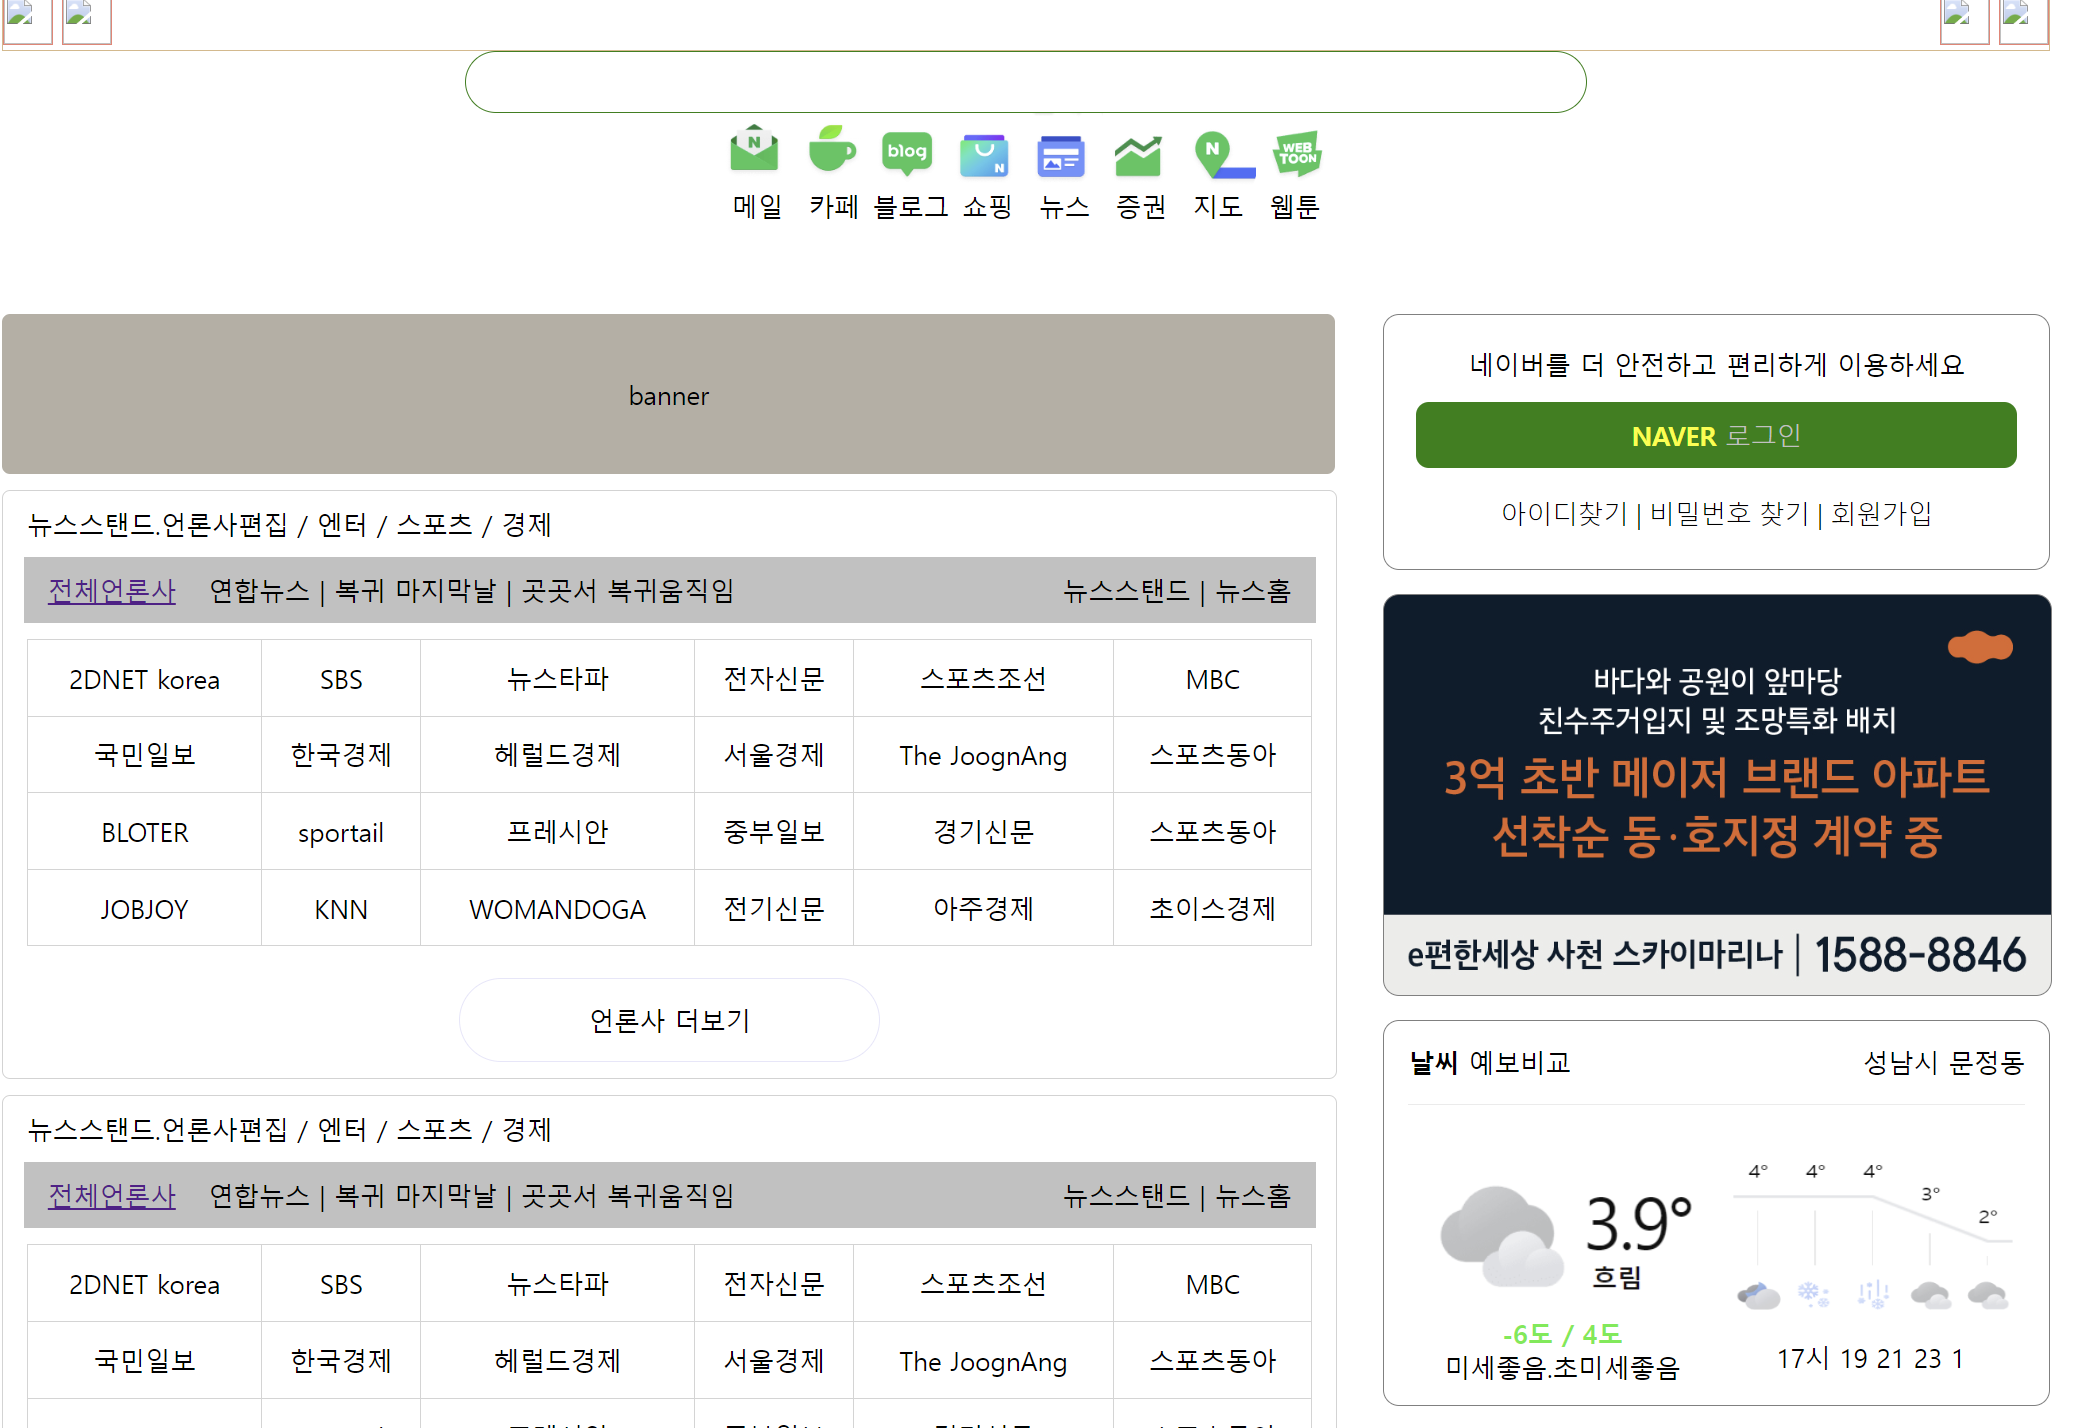 N
blog
N
N
WEB
TOON
메일 카페 블로그 쇼핑 뉴스 증권 지도 웹툰
banner
뉴스스탠드.언론사편집 / 엔터 / 스포츠 / 경제
전체언론사 연합뉴스 | 복귀 마지막날 | 곳곳서 복귀움직임 뉴스스탠드 | 뉴스홈
2DNET korea SBS 뉴스타파 전자신문 스포츠조선 MBC
국민일보 한국경제 헤럴드경제 서울경제 The JoognAng 스포츠동아
BLOTER sportail 프레시안 중부일보 경기신문 스포츠동아
JOBJOY KNN WOMANDOGA 전기신문 아주경제 초이스경제
언론사 더보기
뉴스스탠드.언론사편집 / 엔터 / 스포츠 / 경제
전체언론사 연합뉴스 | 복귀 마지막날 | 곳곳서 복귀움직임 뉴스스탠드 | 뉴스홈
2DNET korea SBS 뉴스타파 전자신문 스포츠조선 MBC
국민일보 한국경제 헤럴드경제 서울경제 The JoognAng 스포츠동아
네이버를 더 안전하고 편리하게 이용하세요
NAVER 로그인
아이디찾기 | 비밀번호 찾기 | 회원가입
바다와 공원이 앞마당
친수주거입지 및 조망특화 배치
3억 초반 메이저 브랜드 아파트
선착순 동·호지정 계약 중
e편한세상 사천 스카이마리나 | 1588-8846
날씨 예보비교 성남시 문정동
4° 4° 4° 3° 2°
3.9°
흐림
-6도 / 4도
미세좋음.초미세좋음
17시 19 21 23 1